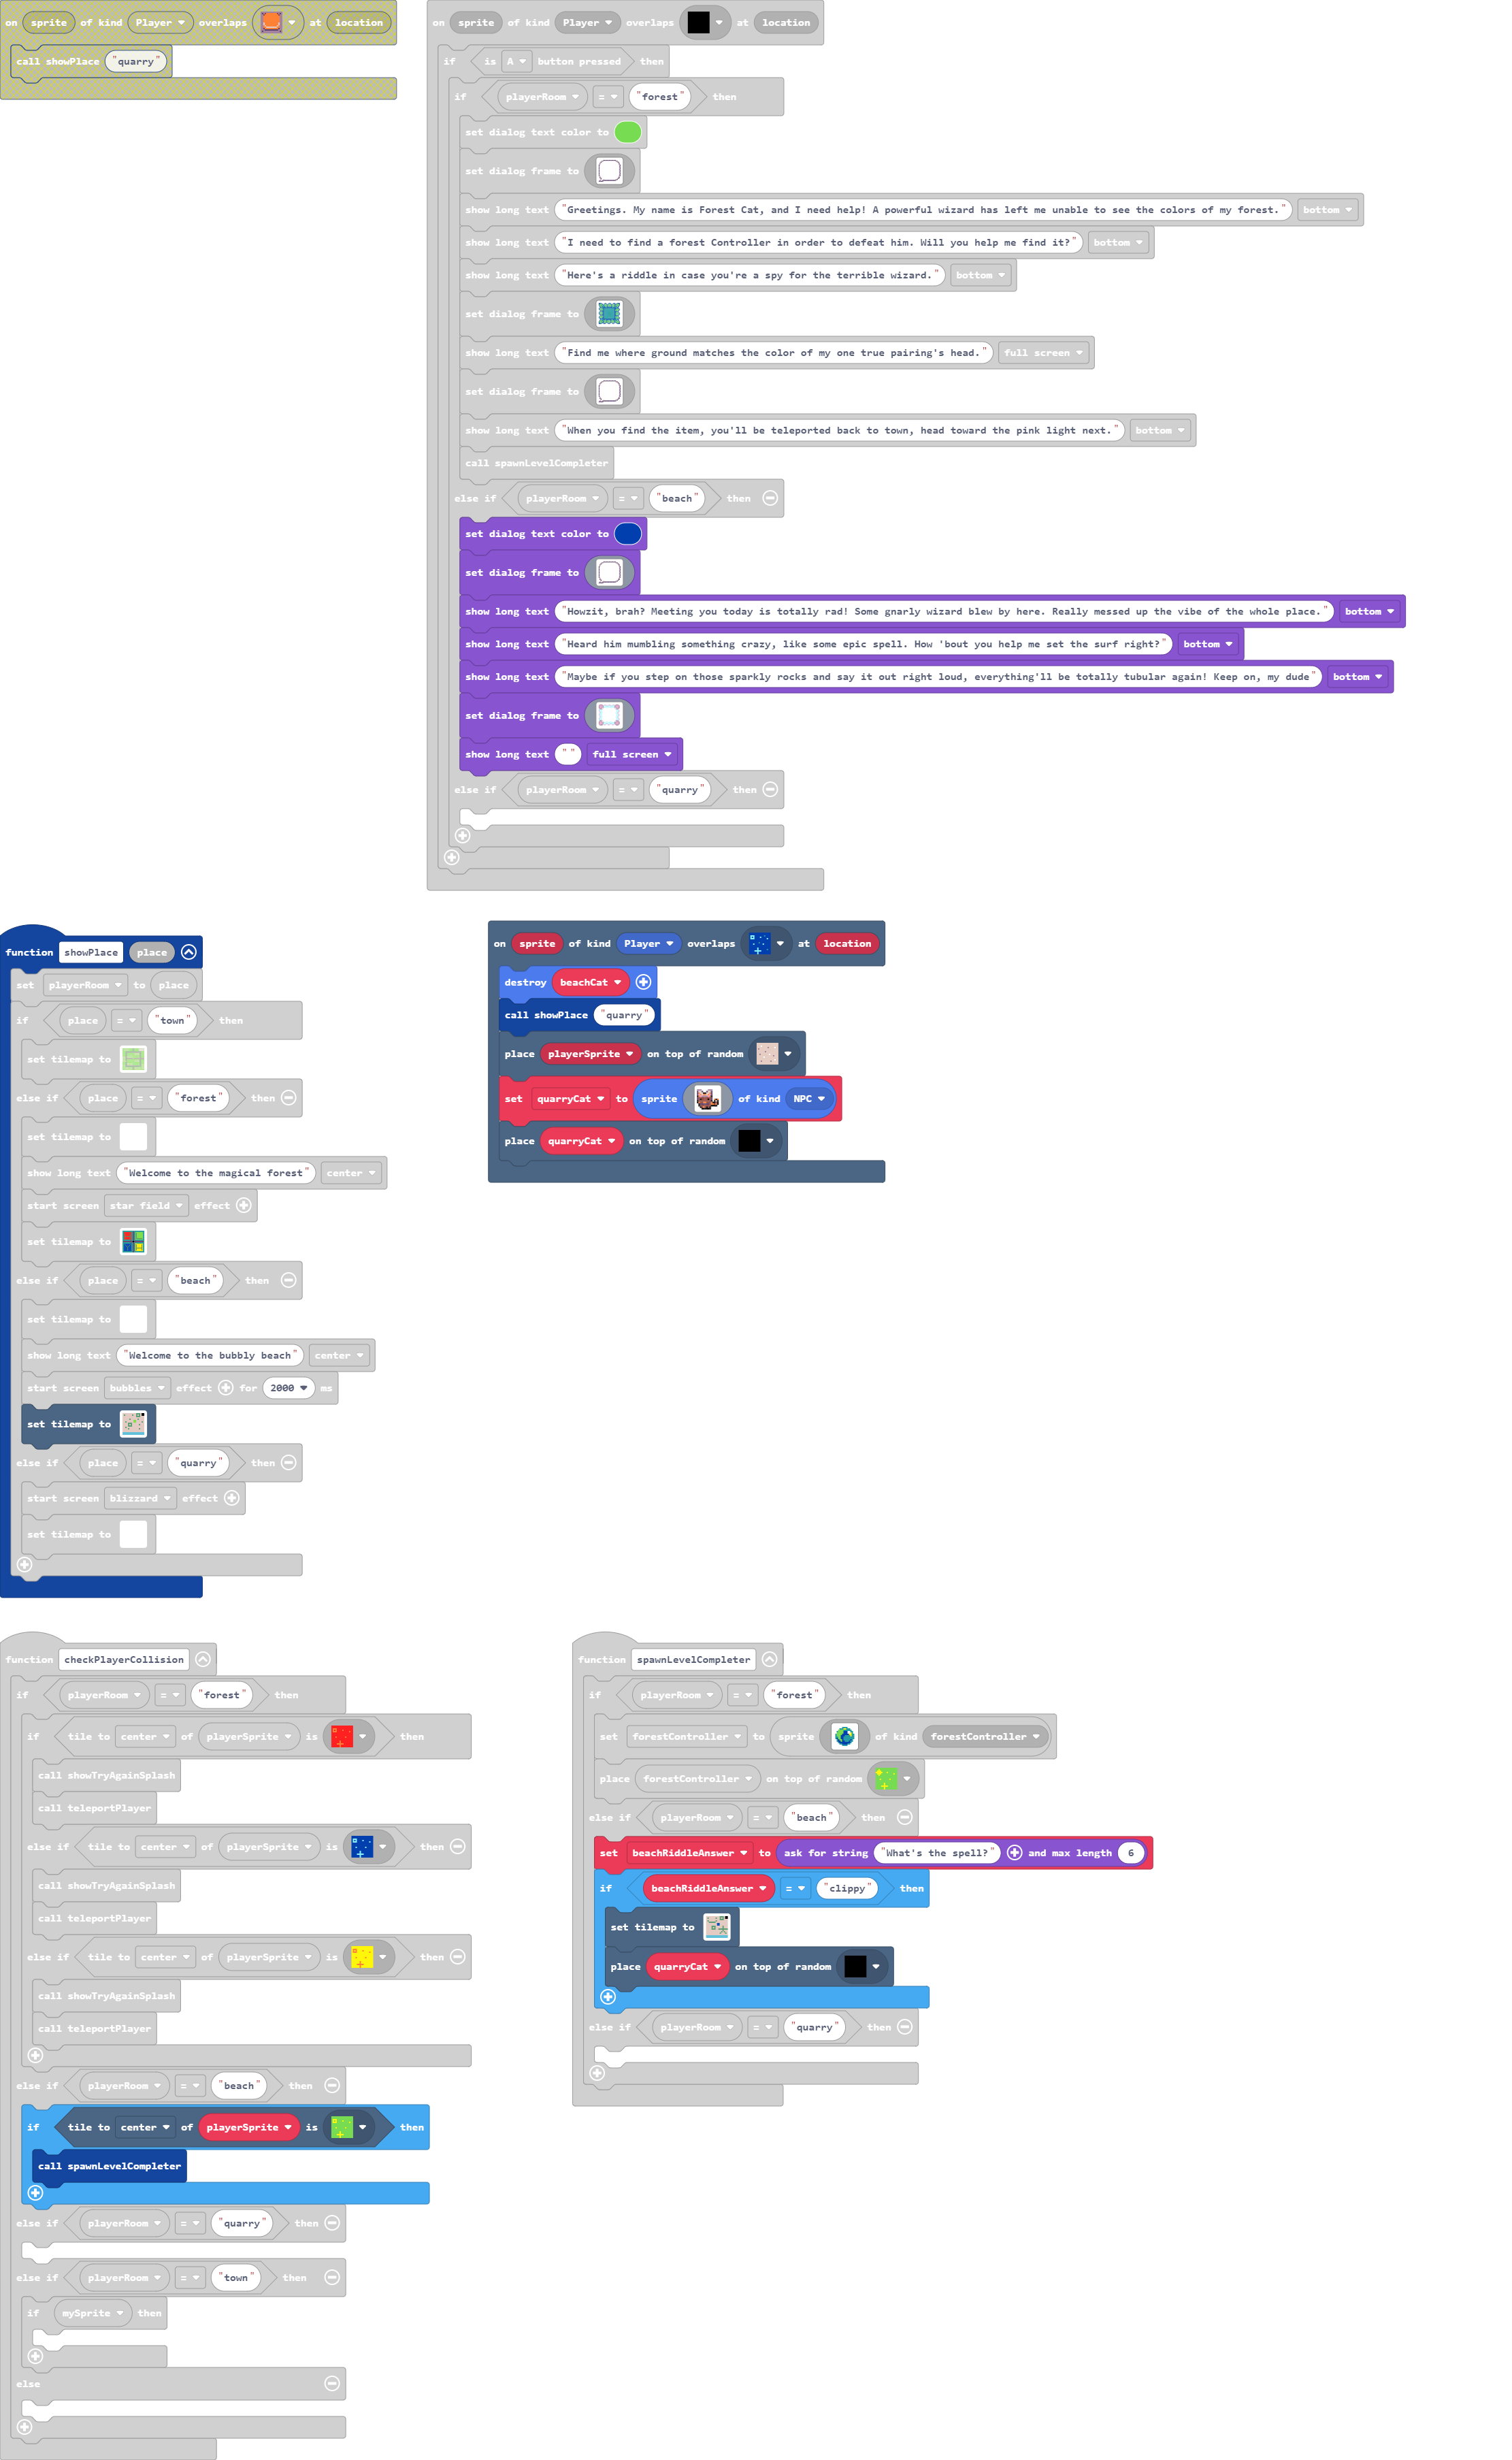 on sprite of kind Player overlaps at location
call showPlace "quarry"
on sprite of kind Player overlaps at location
if is A button pressed then
if playerRoom = "forest" then
set dialog text color to
set dialog frame to
show long text "Greetings. My name is Forest Cat, and I need help! A powerful wizard has left me unable to see the colors of my forest." bottom
show long text "I need to find a forest Controller in order to defeat him. Will you help me find it?" bottom
show long text "Here's a riddle in case you're a spy for the terrible wizard." bottom
set dialog frame to
show long text "Find me where ground matches the color of my one true pairing's head." full screen
set dialog frame to
show long text "When you find the item, you'll be teleported back to town, head toward the pink light next." bottom
call spawnLevelCompleter
else if playerRoom = "beach" then
set dialog text color to
set dialog frame to
show long text "Howzit, brah? Meeting you today is totally rad! Some gnarly wizard blew by here. Really messed up the vibe of the whole place." bottom
show long text "Heard him mumbling something crazy, like some epic spell. How 'bout you help me set the surf right?" bottom
show long text "Maybe if you step on those sparkly rocks and say it out right loud, everything'll be totally tubular again! Keep on, my dude" bottom
set dialog frame to
show long text "" full screen
else if playerRoom = "quarry" then
function showPlace place
set playerRoom to place
if place = "town" then
set tilemap to
else if place = "forest" then
set tilemap to
show long text "Welcome to the magical forest" center
start screen star field effect
set tilemap to
else if place = "beach" then
set tilemap to
show long text "Welcome to the bubbly beach" center
start screen bubbles effect for 2000 ms
set tilemap to
else if place = "quarry" then
start screen blizzard effect
set tilemap to
on sprite of kind Player overlaps at location
destroy beachCat
call showPlace "quarry"
place playerSprite on top of random
set quarryCat to sprite of kind NPC
place quarryCat on top of random
function checkPlayerCollision
if playerRoom = "forest" then
if tile to center of playerSprite is then
call showTryAgainSplash
call teleportPlayer
else if tile to center of playerSprite is then
call showTryAgainSplash
call teleportPlayer
else if tile to center of playerSprite is then
call showTryAgainSplash
call teleportPlayer
else if playerRoom = "beach" then
if tile to center of playerSprite is then
call spawnLevelCompleter
else if playerRoom = "quarry" then
else if playerRoom = "town" then
if mySprite then
else
function spawnLevelCompleter
if playerRoom = "forest" then
set forestController to sprite of kind forestController
place forestController on top of random
else if playerRoom = "beach" then
set beachRiddleAnswer to ask for string "What's the spell?" and max length 6
if beachRiddleAnswer = "clippy" then
set tilemap to
place quarryCat on top of random
else if playerRoom = "quarry" then